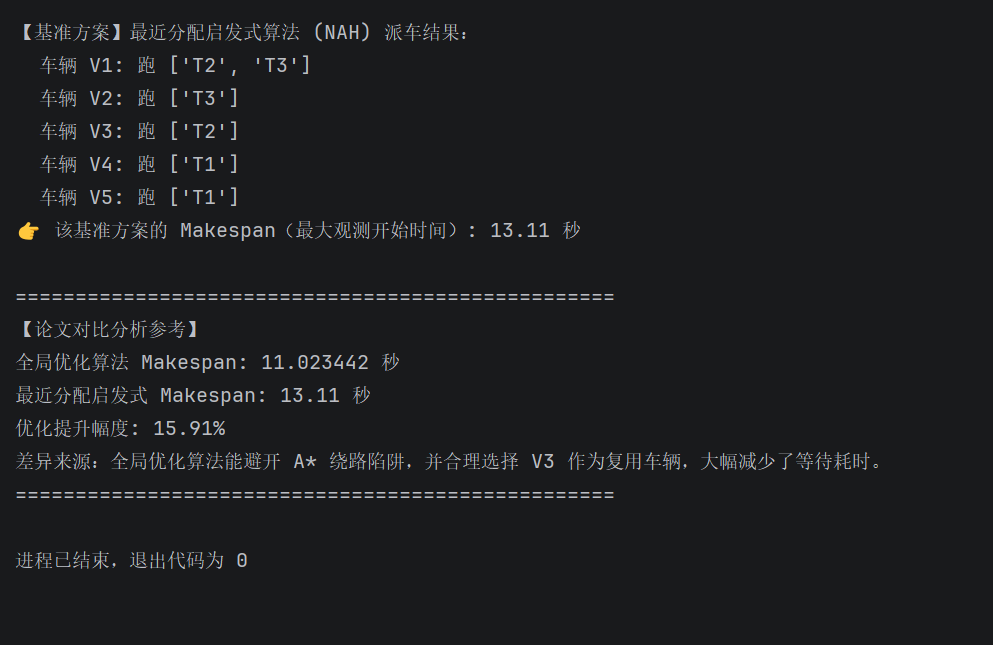 【基准方案】最近分配启发式算法 (NAH) 派车结果:
车辆 V1: 跑 ['T2', 'T3']
车辆 V2: 跑 ['T3']
车辆 V3: 跑 ['T2']
车辆 V4: 跑 ['T1']
车辆 V5: 跑 ['T1']
👉 该基准方案的 Makespan（最大观测开始时间）: 13.11 秒
==================================================
【论文对比分析参考】
全局优化算法 Makespan: 11.023442 秒
最近分配启发式 Makespan: 13.11 秒
优化提升幅度: 15.91%
差异来源: 全局优化算法能避开 A* 绕路陷阱，并合理选择 V3 作为复用车辆，大幅减少了等待耗时。
==================================================
进程已结束，退出代码为 0